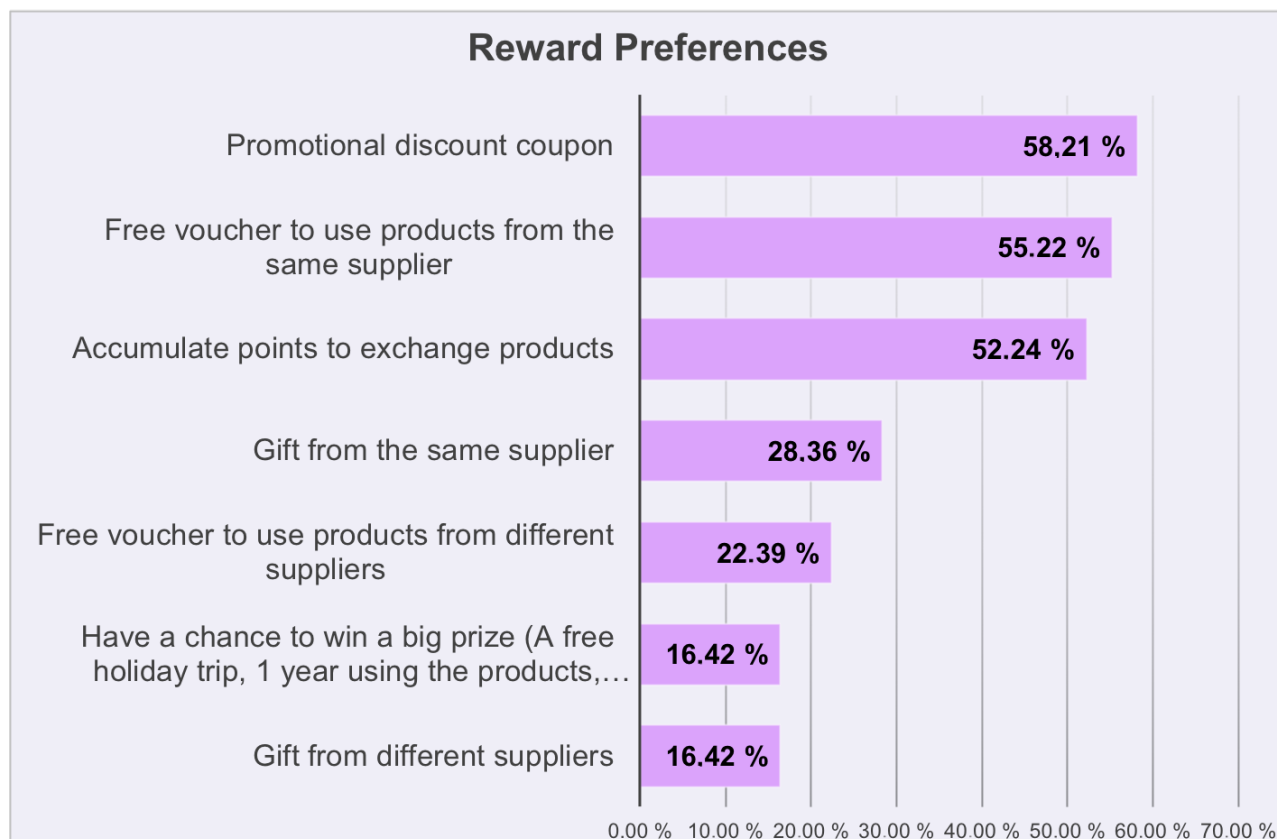 Reward Preferences
Promotional discount coupon
58,21 %
Free voucher to use products from the
same supplier
55.22 %
Accumulate points to exchange products
52.24 %
Gift from the same supplier
28.36 %
Free voucher to use products from different
suppliers
22.39 %
Have a chance to win a big prize (A free
holiday trip, 1 year using the products,…
16.42 %
Gift from different suppliers
16.42 %
0.00 % 10.00 % 20.00 % 30.00 % 40.00 % 50.00 % 60.00 % 70.00 %